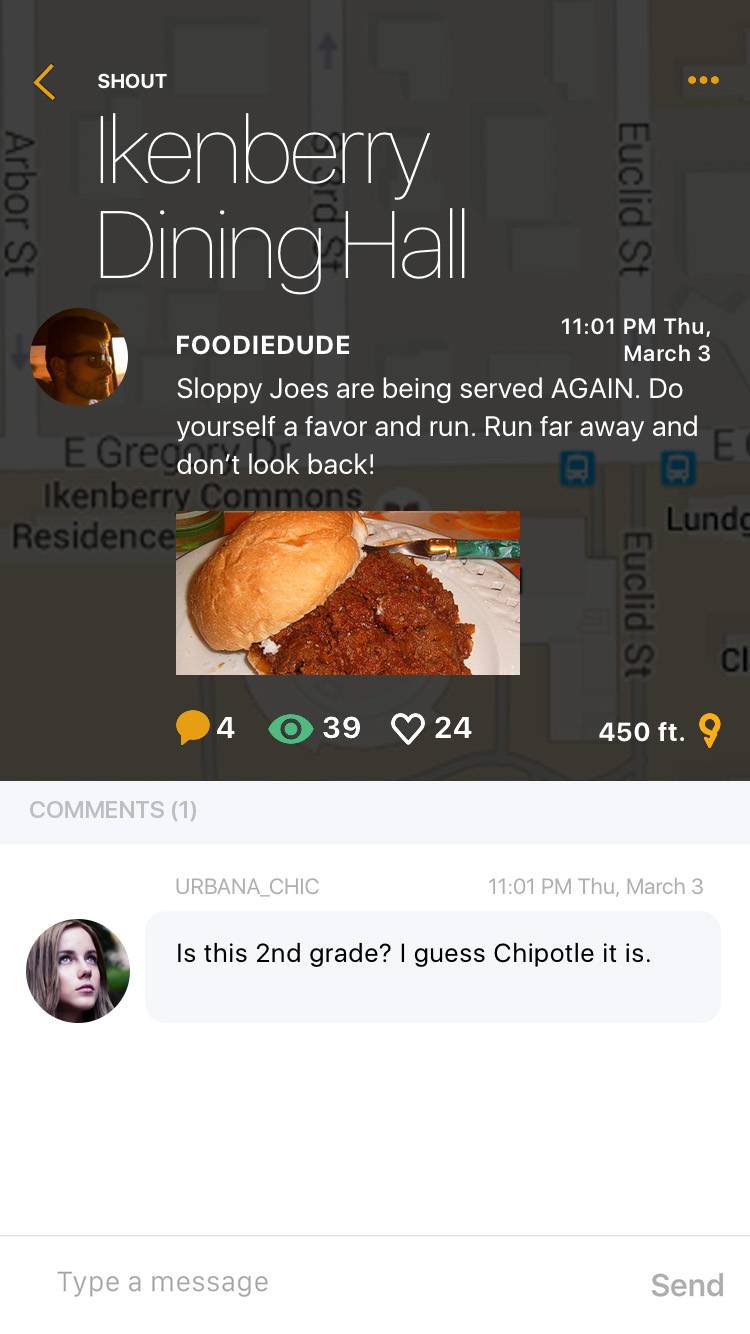 SHOUT
Ikenberry
Dining Hall
Arbor St
S 3rd St
Euclid St
FOODIEDUDE
11:01 PM Thu,
March 3
Sloppy Joes are being served AGAIN. Do
yourself a favor and run. Run far away and
don't look back!
E Gregory Dr
E
Ikenberry Commons
Residence
Lundg
Euclid St
Cl
4
39
24
450 ft.
COMMENTS (1)
URBANA_CHIC
11:01 PM Thu, March 3
Is this 2nd grade? I guess Chipotle it is.
Type a message
Send